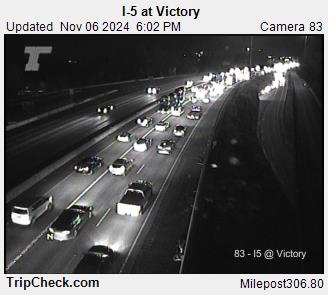 I-5 at Victory
Updated Nov 06 2024 6:02 PM Camera 83
T
N
83 - I5 @ Victory
TripCheck.com Milepost306.80